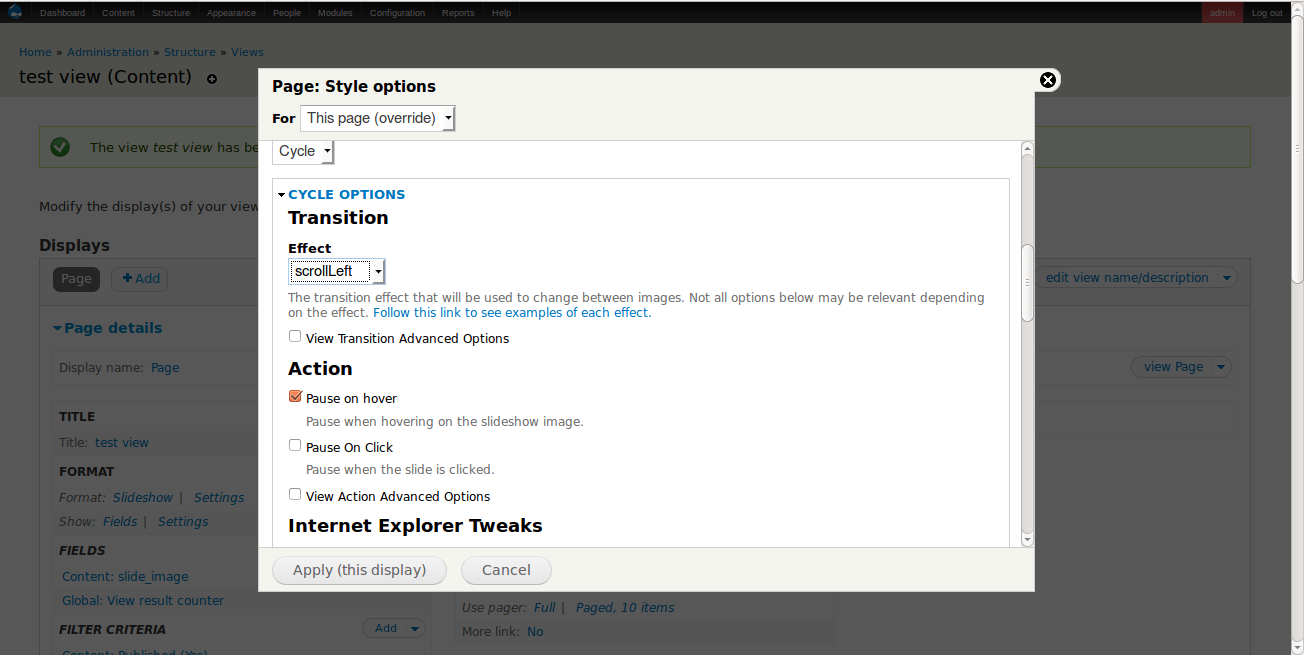 Dashboard Content Structure Appearance People Modules Configuration Reports Help admin Log out
Home » Administration » Structure » Views
test view (Content)
Page: Style options
For This page (override)
The view test view has be
Cycle
CYCLE OPTIONS
Transition
Modify the display(s) of your view
Displays
Effect
Page Add
scrollLeft
edit view name/description
The transition effect that will be used to change between images. Not all options below may be relevant depending
on the effect. Follow this link to see examples of each effect.
Page details
View Transition Advanced Options
Display name: Page
Action
view Page
Pause on hover
Pause when hovering on the slideshow image.
TITLE
Title: test view
Pause On Click
Pause when the slide is clicked.
FORMAT
Format: Slideshow | Settings
View Action Advanced Options
Show: Fields | Settings
Internet Explorer Tweaks
FIELDS
Content: slide_image
Apply (this display) Cancel
Global: View result counter
Use pager: Full | Paged, 10 items
FILTER CRITERIA Add
More link: No
Content: Published (Yes)